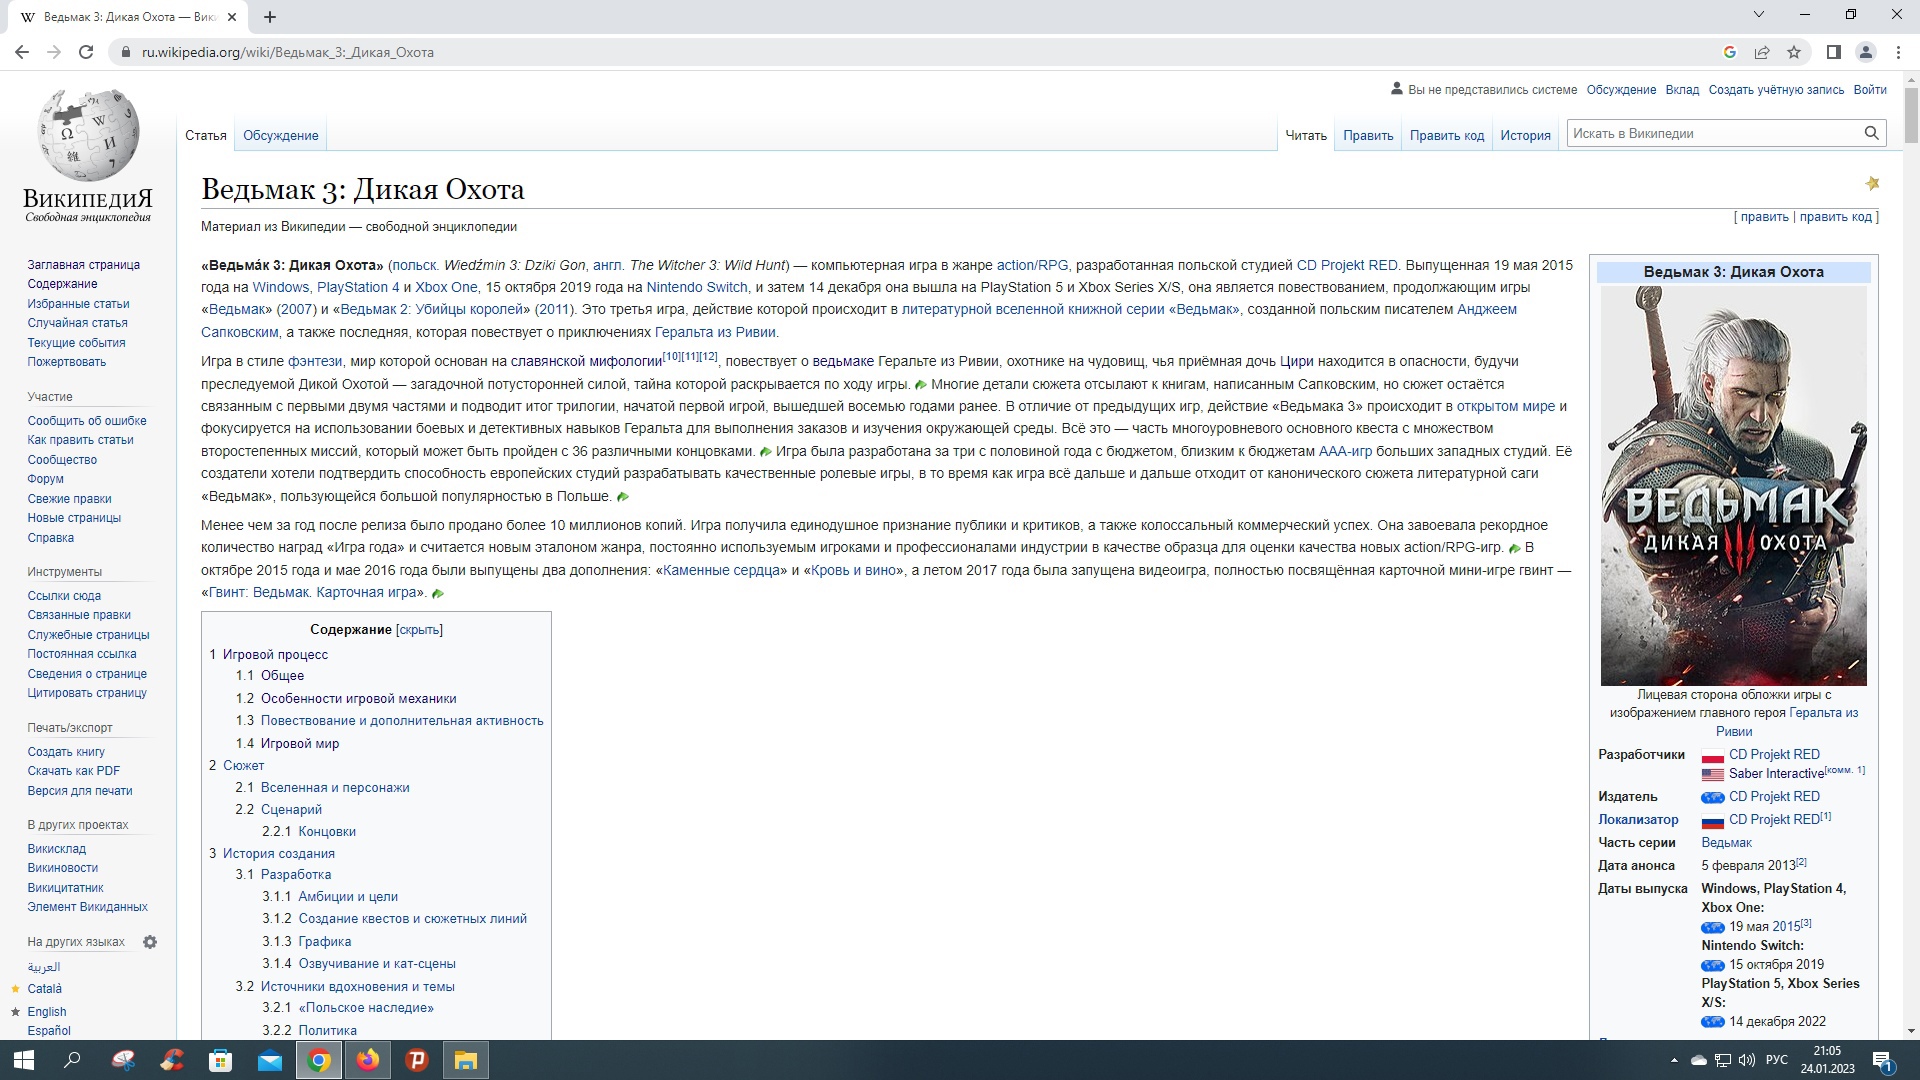 Ведьмак 3: Дикая Охота — Вики
ru.wikipedia.org/wiki/Ведьмак_3:_Дикая_Охота
Вы не представились системе Обсуждение Вклад Создать учётную запись Войти
Статья Обсуждение Читать Править Править код История Искать в Википедии
ВИКИПЕДИЯ
Свободная энциклопедия
Ведьмак 3: Дикая Охота
[ править | править код ]
Материал из Википедии — свободной энциклопедии
Заглавная страница
Содержание
Избранные статьи
Случайная статья
Текущие события
Пожертвовать
Участие
Сообщить об ошибке
Как править статьи
Сообщество
Форум
Свежие правки
Новые страницы
Справка
Инструменты
Ссылки сюда
Связанные правки
Служебные страницы
Постоянная ссылка
Сведения о странице
Цитировать страницу
Печать/экспорт
Создать книгу
Скачать как PDF
Версия для печати
В других проектах
Викисклад
Викиновости
Викицитатник
Элемент Викиданных
На других языках
العربية
Català
English
Español
«Ведьма́к 3: Дикая Охота» (польск. Wiedźmin 3: Dziki Gon, англ. The Witcher 3: Wild Hunt) — компьютерная игра в жанре action/RPG, разработанная польской студией CD Projekt RED. Выпущенная 19 мая 2015
года на Windows, PlayStation 4 и Xbox One, 15 октября 2019 года на Nintendo Switch, и затем 14 декабря она вышла на PlayStation 5 и Xbox Series X/S, она является повествованием, продолжающим игры
«Ведьмак» (2007) и «Ведьмак 2: Убийцы королей» (2011). Это третья игра, действие которой происходит в литературной вселенной книжной серии «Ведьмак», созданной польским писателем Анджеем
Сапковским, а также последняя, которая повествует о приключениях Геральта из Ривии.
Игра в стиле фэнтези, мир которой основан на славянской мифологии[10][11][12], повествует о ведьмаке Геральте из Ривии, охотнике на чудовищ, чья приёмная дочь Цири находится в опасности, будучи
преследуемой Дикой Охотой — загадочной потусторонней силой, тайна которой раскрывается по ходу игры. Многие детали сюжета отсылают к книгам, написанным Сапковским, но сюжет остаётся
связанным с первыми двумя частями и подводит итог трилогии, начатой первой игрой, вышедшей восемью годами ранее. В отличие от предыдущих игр, действие «Ведьмака 3» происходит в открытом мире и
фокусируется на использовании боевых и детективных навыков Геральта для выполнения заказов и изучения окружающей среды. Всё это — часть многоуровневого основного квеста с множеством
второстепенных миссий, который может быть пройден с 36 различными концовками. Игра была разработана за три с половиной года с бюджетом, близким к бюджетам AAA-игр больших западных студий. Её
создатели хотели подтвердить способность европейских студий разрабатывать качественные ролевые игры, в то время как игра всё дальше и дальше отходит от канонического сюжета литературной саги
«Ведьмак», пользующейся большой популярностью в Польше.
Менее чем за год после релиза было продано более 10 миллионов копий. Игра получила единодушное признание публики и критиков, а также колоссальный коммерческий успех. Она завоевала рекордное
количество наград «Игра года» и считается новым эталоном жанра, постоянно используемым игроками и профессионалами индустрии в качестве образца для оценки качества новых action/RPG-игр. В
октябре 2015 года и мае 2016 года были выпущены два дополнения: «Каменные сердца» и «Кровь и вино», а летом 2017 года была запущена видеоигра, полностью посвящённая карточной мини-игре гвинт —
«Гвинт: Ведьмак. Карточная игра».
Содержание [скрыть]
1 Игровой процесс
1.1 Общее
1.2 Особенности игровой механики
1.3 Повествование и дополнительная активность
1.4 Игровой мир
2 Сюжет
2.1 Вселенная и персонажи
2.2 Сценарий
2.2.1 Концовки
3 История создания
3.1 Разработка
3.1.1 Амбиции и цели
3.1.2 Создание квестов и сюжетных линий
3.1.3 Графика
3.1.4 Озвучивание и кат-сцены
3.2 Источники вдохновения и темы
3.2.1 «Польское наследие»
3.2.2 Политика
Ведьмак 3: Дикая Охота
ВЕДЬМАК
ДИКАЯ III ОХОТА
Лицевая сторона обложки игры с
изображением главного героя Геральта из
Ривии
Разработчики CD Projekt RED
Saber Interactive[комм. 1]
Издатель CD Projekt RED
Локализатор CD Projekt RED[1]
Часть серии Ведьмак
Дата анонса 5 февраля 2013[2]
Даты выпуска Windows, PlayStation 4,
Xbox One:
19 мая 2015[3]
Nintendo Switch:
15 октября 2019
PlayStation 5, Xbox Series
X/S:
14 декабря 2022
РУС
21:05
24.01.2023
1